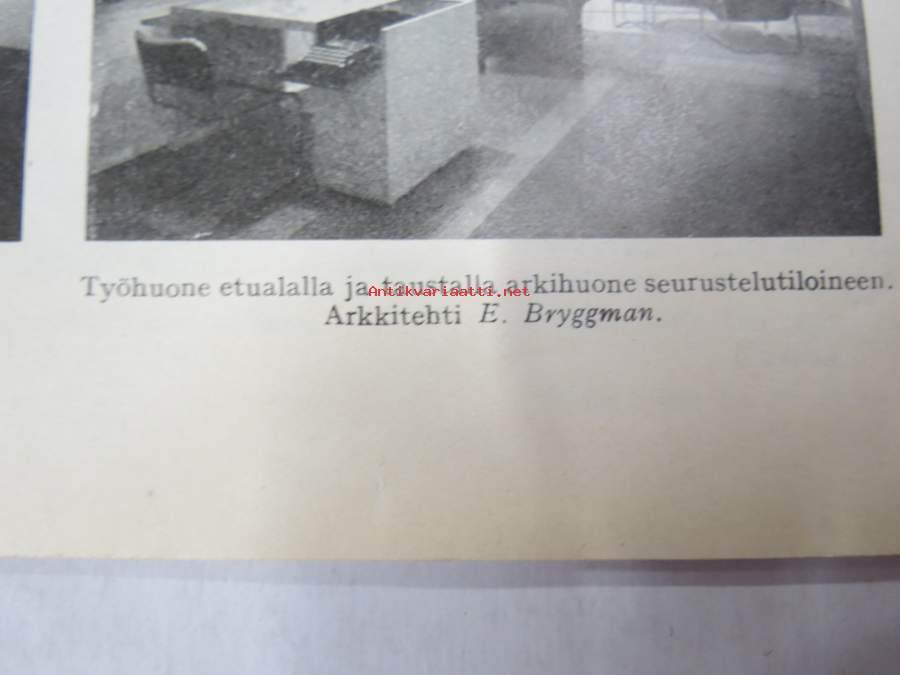 Työhuone etualalla ja taustalla arkihuone seurustelutiloineen.
Antikvariaatti.net
Arkkitehti E. Bryggman.